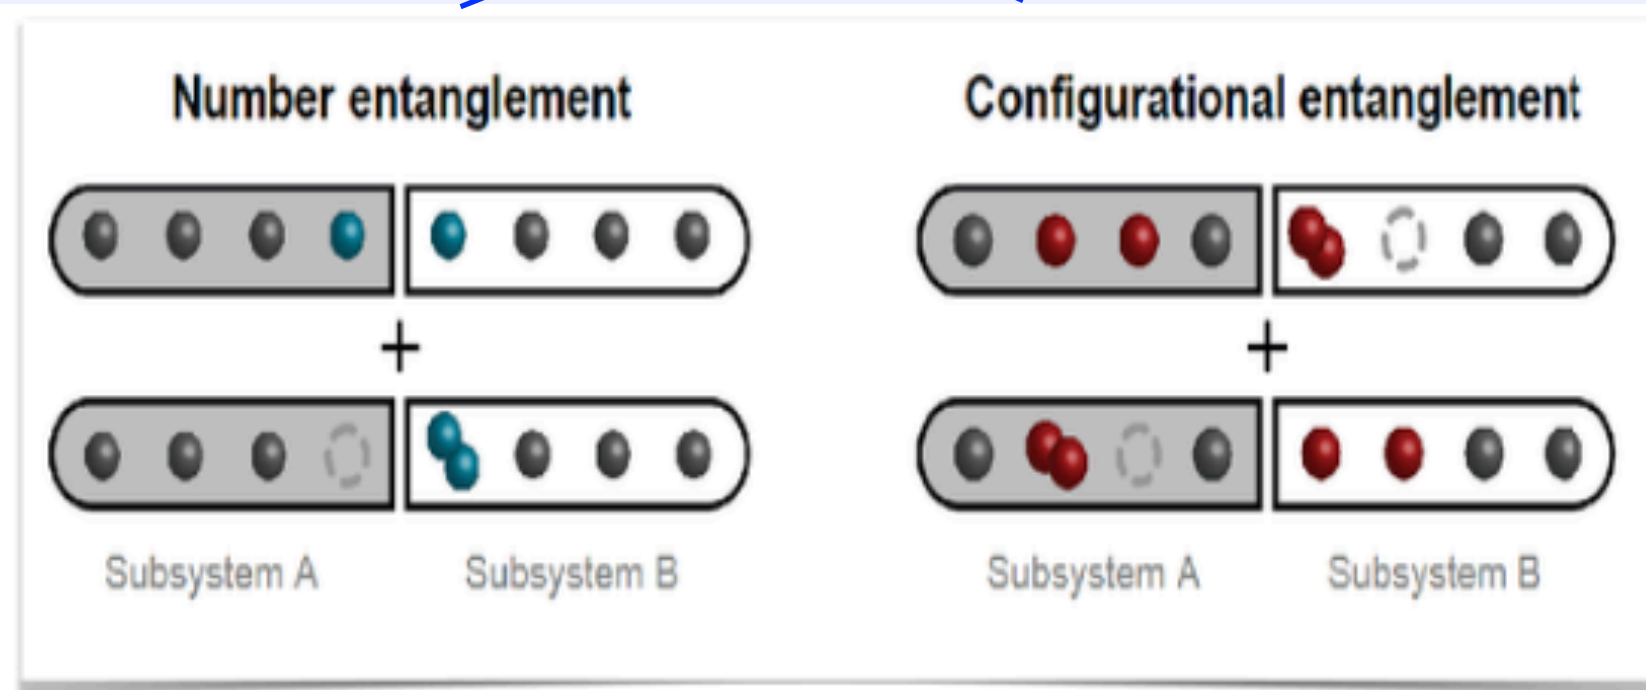 Number entanglement
Configurational entanglement
+
+
Subsystem A
Subsystem B
Subsystem A
Subsystem B